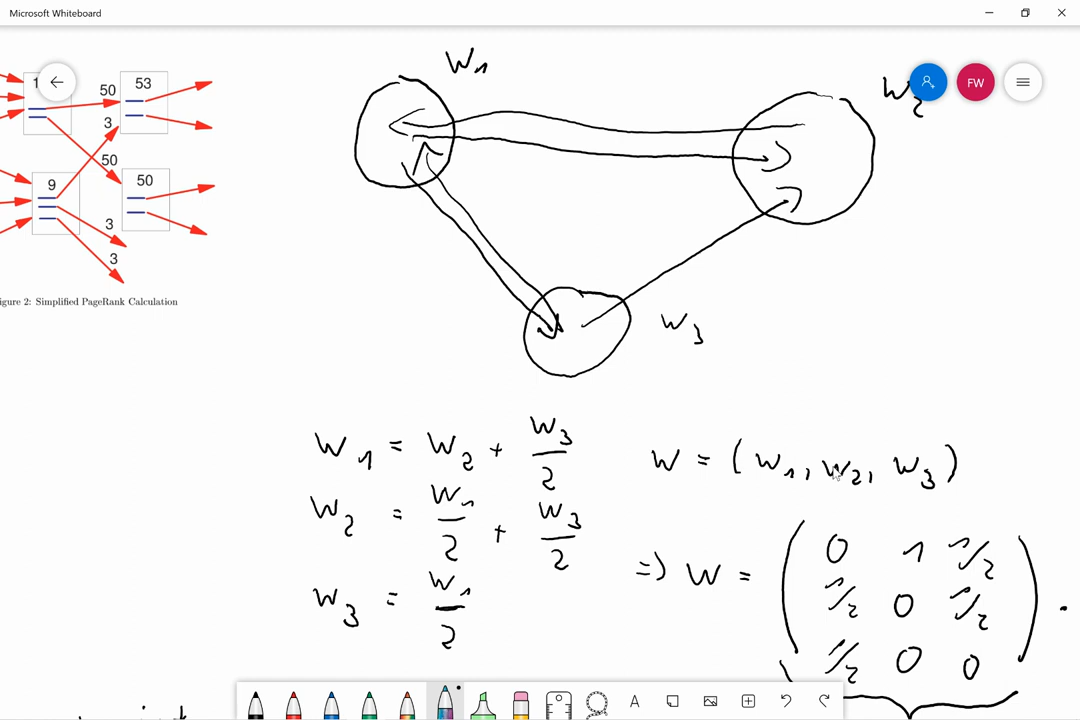 Microsoft Whiteboard
W1
W2
FW
1
50
53
3
50
9
50
3
3
igure 2: Simplified PageRank Calculation
W3
W1 = W2 + W3/2
W2 = W1/2 + W3/2
W3 = W1/2
W = (W1, W2, W3)
=> W = ( 0 1 1/2
1/2 0 1/2
1/2 0 0 ) ·
A